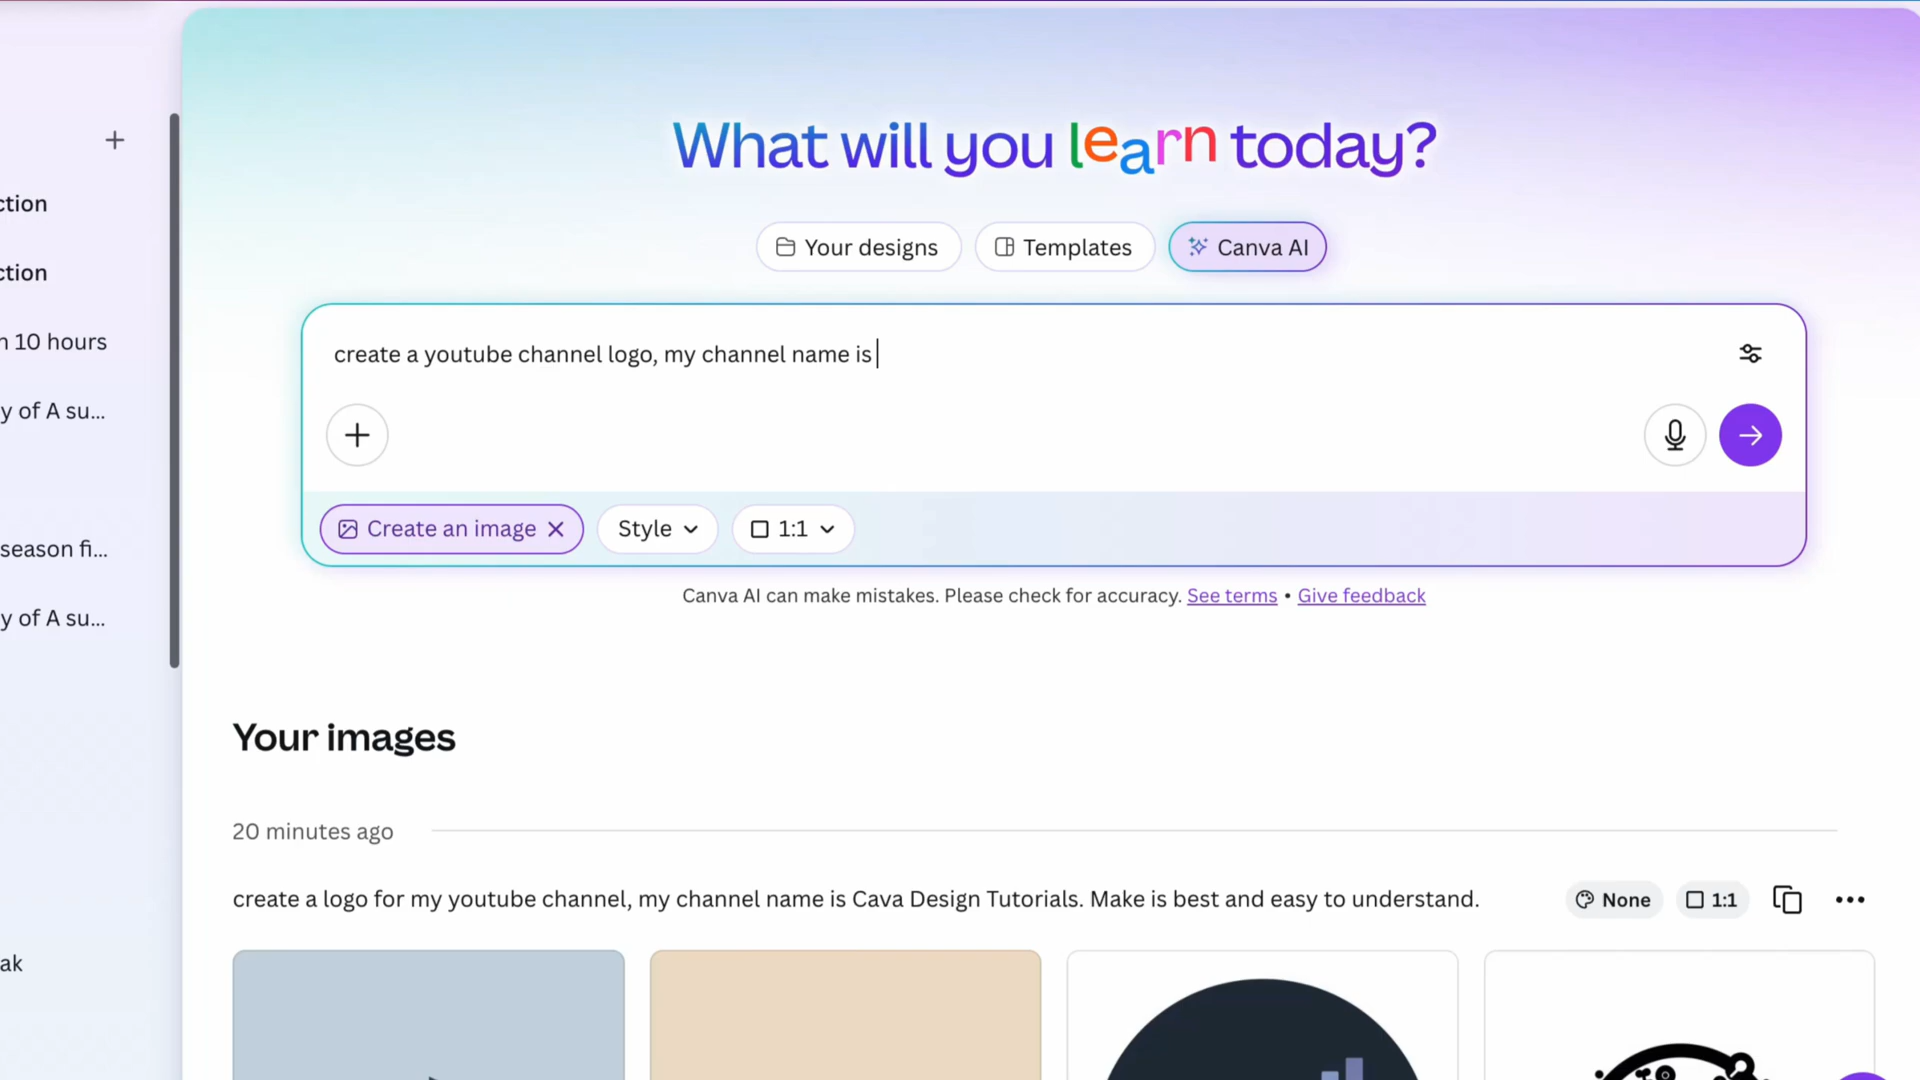 ction
ction
n 10 hours
y of A su...
season fi...
y of A su...
ak
What will you learn today?
Your designs
Templates
Canva AI
create a youtube channel logo, my channel name is
Create an image
Style
1:1
Canva AI can make mistakes. Please check for accuracy. See terms • Give feedback
Your images
20 minutes ago
create a logo for my youtube channel, my channel name is Cava Design Tutorials. Make is best and easy to understand.
None
1:1